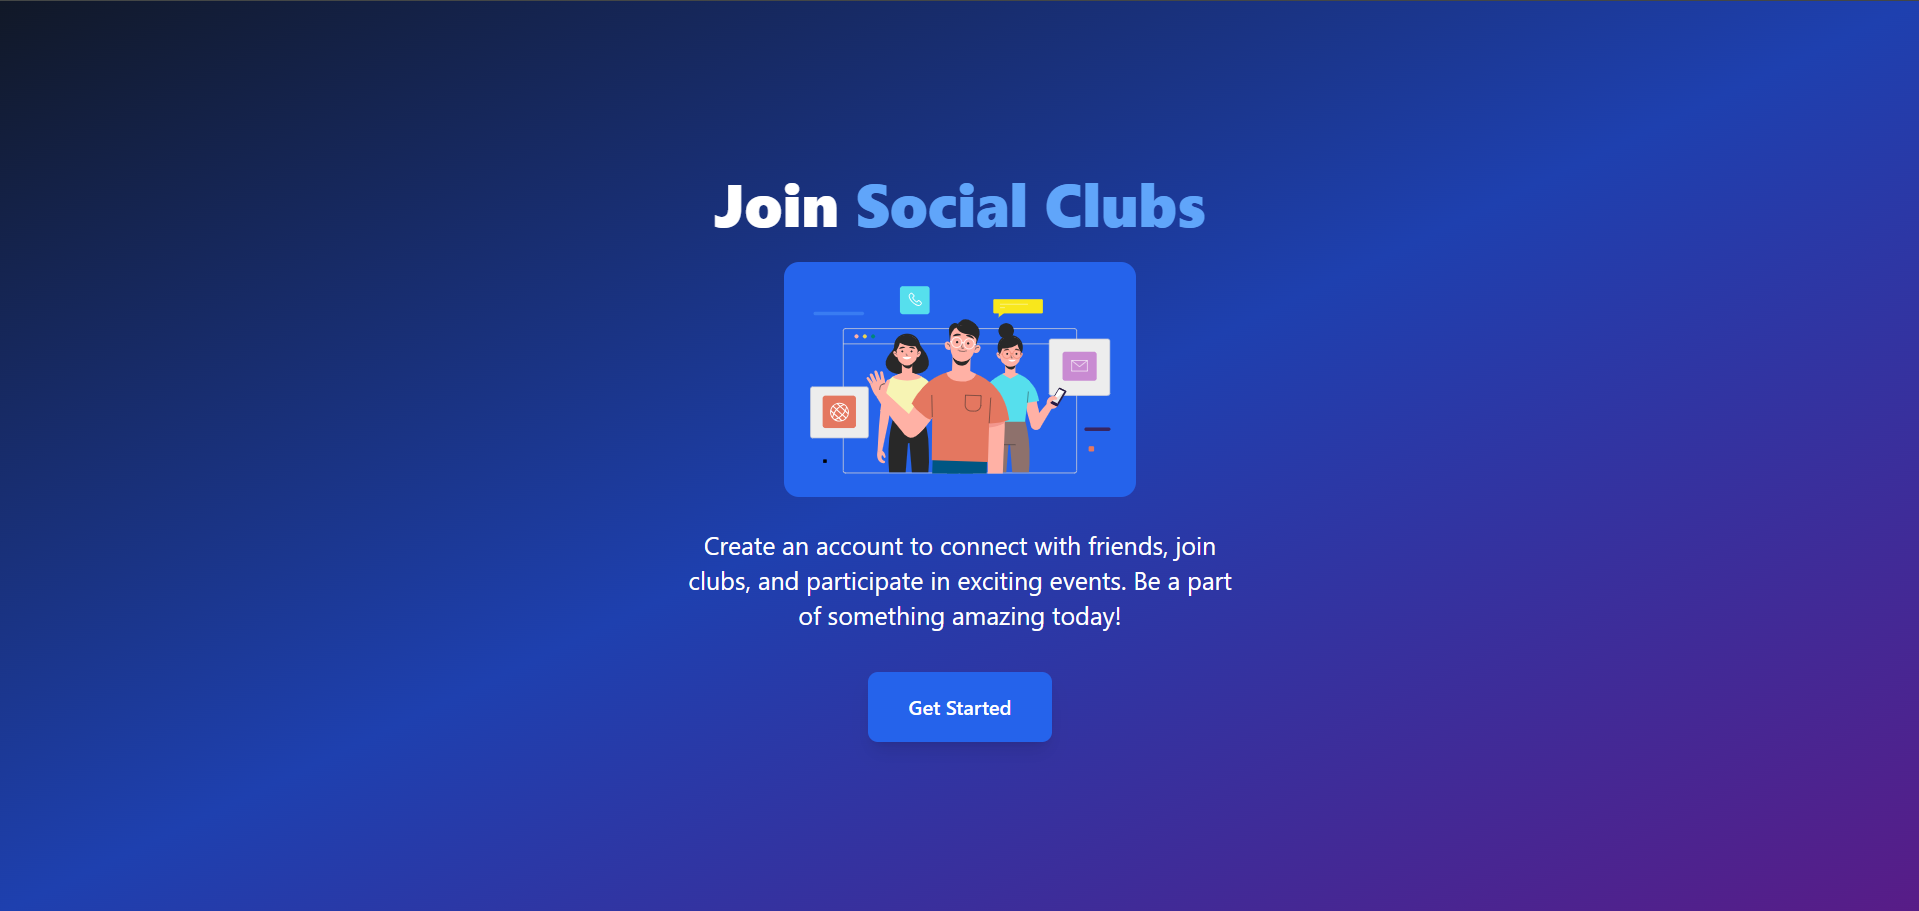 Join Social Clubs
Create an account to connect with friends, join
clubs, and participate in exciting events. Be a part
of something amazing today!
Get Started